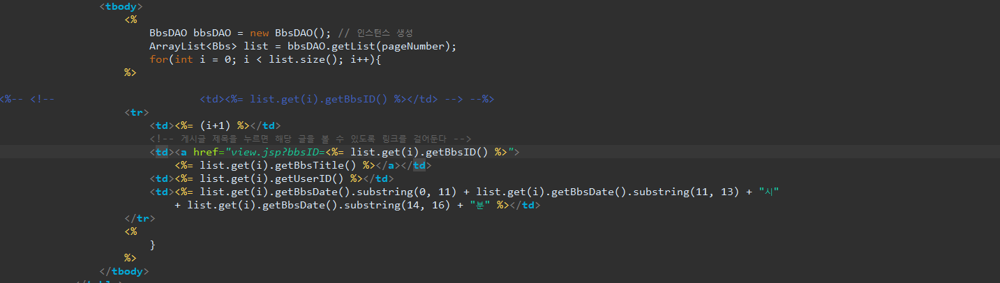 <tbody>
<%
BbsDAO bbsDAO = new BbsDAO(); // 인스턴스 생성
ArrayList<Bbs> list = bbsDAO.getList(pageNumber);
for(int i = 0; i < list.size(); i++){
%>
<%-- <!-- <td><%= list.get(i).getBbsID() %></td> --> --%>
<tr>
<td><%= (i+1) %></td>
<!-- 게시글 제목을 누르면 해당 글을 볼 수 있도록 링크를 걸어둔다 -->
<td><a href="view.jsp?bbsID=<%= list.get(i).getBbsID() %>">
<%= list.get(i).getBbsTitle() %></a></td>
<td><%= list.get(i).getUserID() %></td>
<td><%= list.get(i).getBbsDate().substring(0, 11) + list.get(i).getBbsDate().substring(11, 13) + "시"
+ list.get(i).getBbsDate().substring(14, 16) + "분" %></td>
</tr>
<%
}
%>
</tbody>